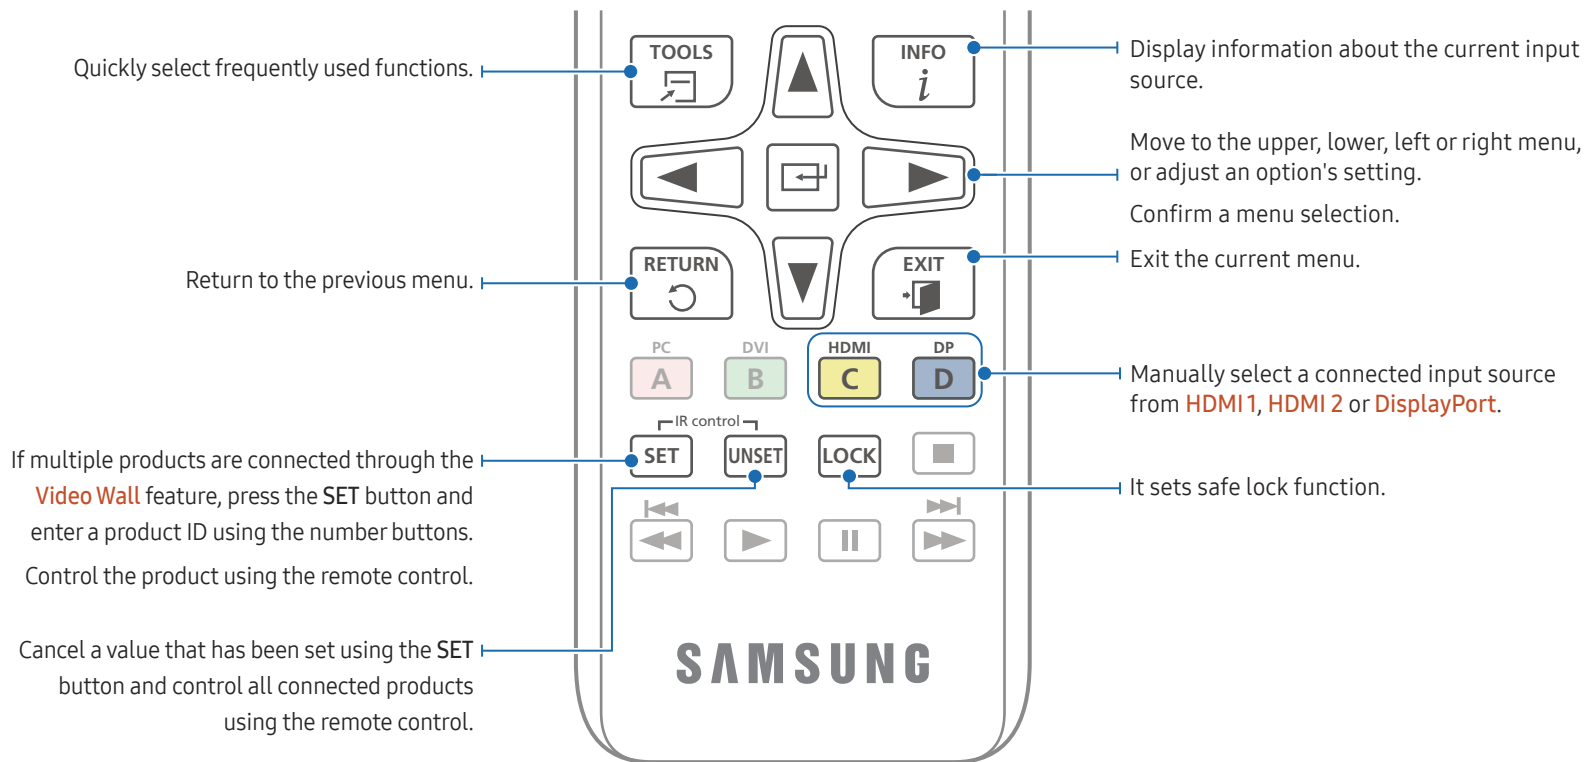 Quickly select frequently used functions.
Return to the previous menu.
If multiple products are connected through the
Video Wall feature, press the SET button and
enter a product ID using the number buttons.
Control the product using the remote control.
Cancel a value that has been set using the SET
button and control all connected products
using the remote control.
TOOLS
INFO
i
RETURN
EXIT
PC
DVI
HDMI
DP
A
B
C
D
IR control
SET
UNSET
LOCK
SAMSUNG
Display information about the current input
source.
Move to the upper, lower, left or right menu,
or adjust an option's setting.
Confirm a menu selection.
Exit the current menu.
Manually select a connected input source
from HDMI 1, HDMI 2 or DisplayPort.
It sets safe lock function.